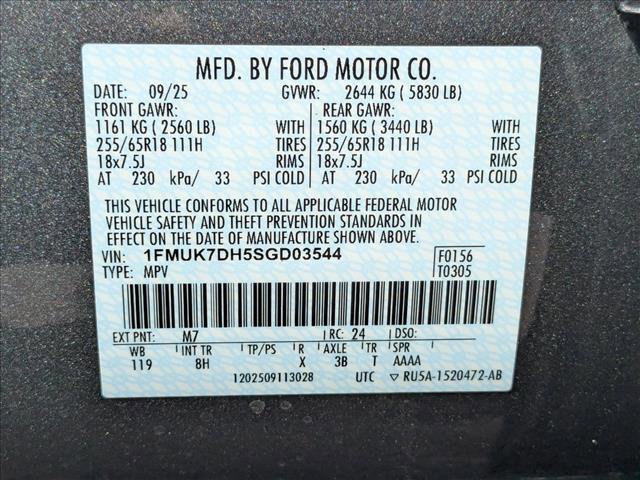 MFD. BY FORD MOTOR CO.
DATE: 09/25 GVWR: 2644 KG ( 5830 LB)
FRONT GAWR: REAR GAWR:
1161 KG ( 2560 LB) WITH 1560 KG ( 3440 LB) WITH
255/65R18 111H TIRES 255/65R18 111H TIRES
18x7.5J RIMS 18x7.5J RIMS
AT 230 kPa/ 33 PSI COLD AT 230 kPa/ 33 PSI COLD
THIS VEHICLE CONFORMS TO ALL APPLICABLE FEDERAL MOTOR
VEHICLE SAFETY AND THEFT PREVENTION STANDARDS IN
EFFECT ON THE DATE OF MANUFACTURE SHOWN ABOVE.
VIN: 1FMUK7DH5SGD03544 F0156
TYPE: MPV T0305
EXT PNT: M7 RC: 24 DSO:
WB INT TR TP/PS R AXLE TR SPR
119 8H X 3B T AAAA
1202509113028 UTC ▽ RU5A-1520472-AB